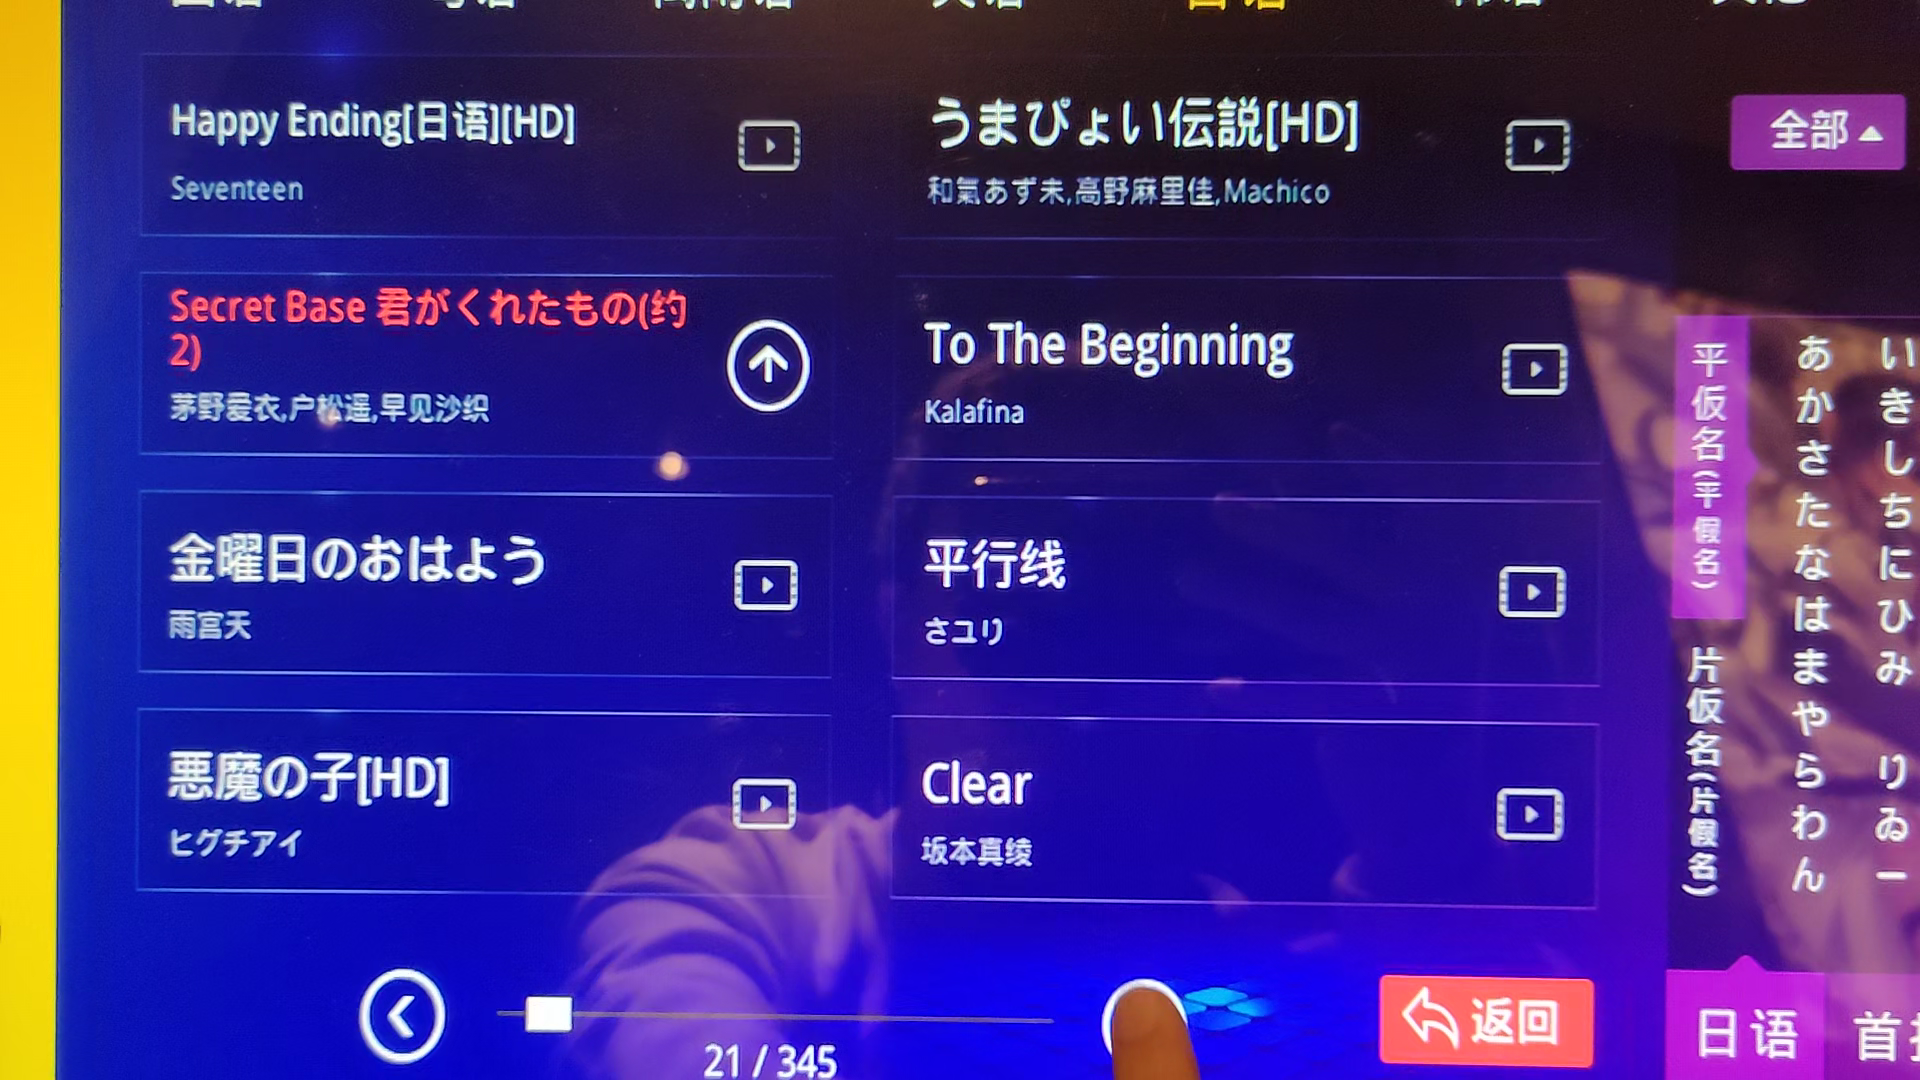 Happy Ending[日语][HD]
Seventeen
うまぴょい伝説[HD]
和氣あず未,高野麻里佳,Machico
全部
Secret Base 君がくれたもの(约
2)
茅野爱衣,户松遥,早见沙织
To The Beginning
Kalafina
金曜日のおはよう
雨宫天
平行线
さユリ
悪魔の子[HD]
ヒグチアイ
Clear
坂本真绫
平仮名(平假名)
片仮名(片假名)
あかさたなはまやらわん
いきしちにひみ りゐー
21 / 345
返回
日语